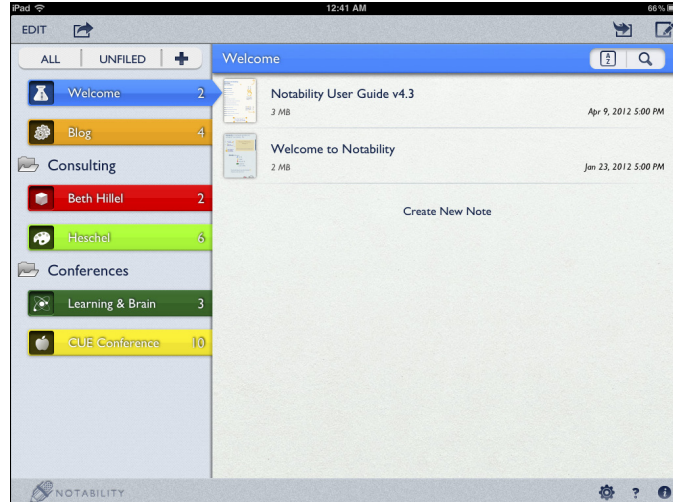 iPad 12:41 AM 66%
EDIT
ALL UNFILED + Welcome
Welcome 2
Blog 4
Consulting
Beth Hillel 2
Heschel 6
Conferences
Learning & Brain 3
CUE Conference 10
Notability User Guide v4.3
3 MB Apr 9, 2012 5:00 PM
Welcome to Notability
2 MB Jan 23, 2012 5:00 PM
Create New Note
NOTABILITY ?